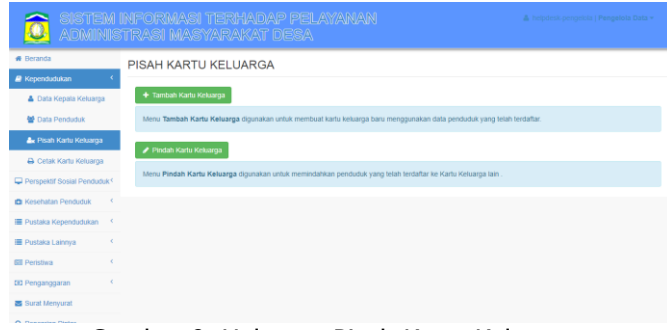 SISTEM INFORMASI TERHADAP PELAYANAN
ADMINISTRASI MASYARAKAT DESA
Pengelola Data
Beranda
Kependudukan
Data Kepala Keluarga
Data Penduduk
Pisah Kartu Keluarga
Cetak Kartu Keluarga
Perspektif Sosial Penduduk
Kesehatan Penduduk
Pustaka Kependudukan
Pustaka Lainnya
Peristiwa
Penganggaran
Surat Menyurat
PISAH KARTU KELUARGA
Tambah Kartu Keluarga
Menu Tambah Kartu Keluarga digunakan untuk membuat kartu keluarga baru menggunakan data penduduk yang telah terdaftar.
Pindah Kartu Keluarga
Menu Pindah Kartu Keluarga digunakan untuk memindahkan penduduk yang telah terdaftar ke Kartu Keluarga lain .